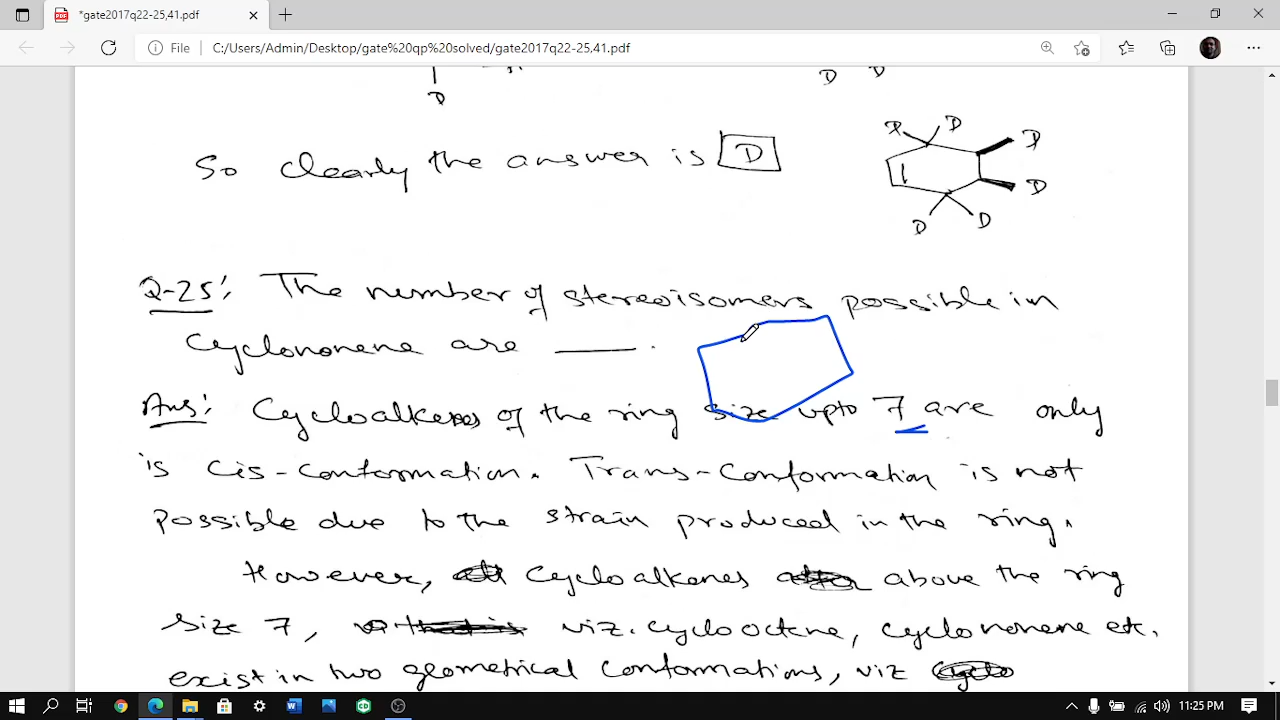 *gate2017q22-25,41.pdf
File C:/Users/Admin/Desktop/gate%20qp%20solved/gate2017q22-25,41.pdf
D D
D
D D D
So clearly the answer is D
D
D D
Q-25: The number of stereoisomers possible in
Cyclononene are ____.
Ans: Cycloalkenes of the ring size upto 7 are only
is cis-conformation. Trans-conformation is not
possible due to the strain produced in the ring.
However, cycloalkenes above the ring
size 7, viz. cyclooctene, cyclononene etc.
exist in two geometrical conformations, viz
11:25 PM